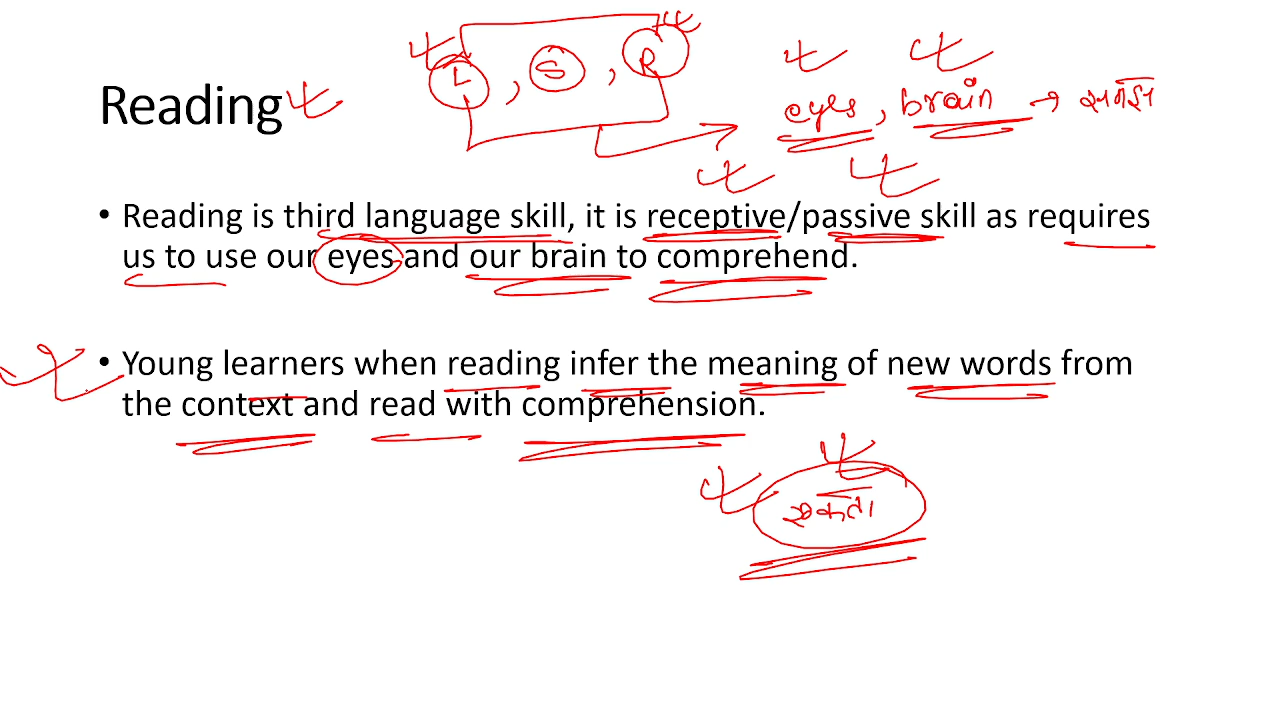 L , S , R
eyes , brain →
Reading
• Reading is third language skill, it is receptive/passive skill as requires
us to use our eyes and our brain to comprehend.
• Young learners when reading infer the meaning of new words from
the context and read with comprehension.